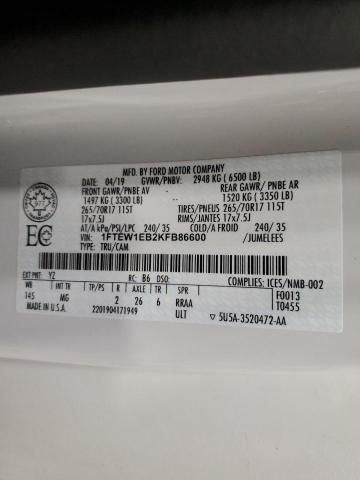 MFD. BY FORD MOTOR COMPANY
DATE: 04/19 GVWR/PNBV: 2948 KG ( 6500 LB)
FRONT GAWR/PNBE AV REAR GAWR/ PNBE AR
1497 KG ( 3300 LB) 1520 KG ( 3350 LB)
265/70R17 115T 265/70R17 115T
17x7.5J RIMS/JANTES 17x7.5J
AT/A kPa/PSI/LPC 240/ 35 COLD/A FROID 240/ 35
VIN: 1FTEW1EB2KFB86600 /JUMELEES
TYPE: TRU/CAM
EXT PNT: Y2 RC: B6 DSO: COMPLIES: ICES/NMB-002
WB INT TR TP/PS R AXLE TR SPR F0013
145 MG 2 26 6 RRAA T0455
MADE IN U.S.A. 2201904171949 ULT ▽ 5U5A-3520472-AA